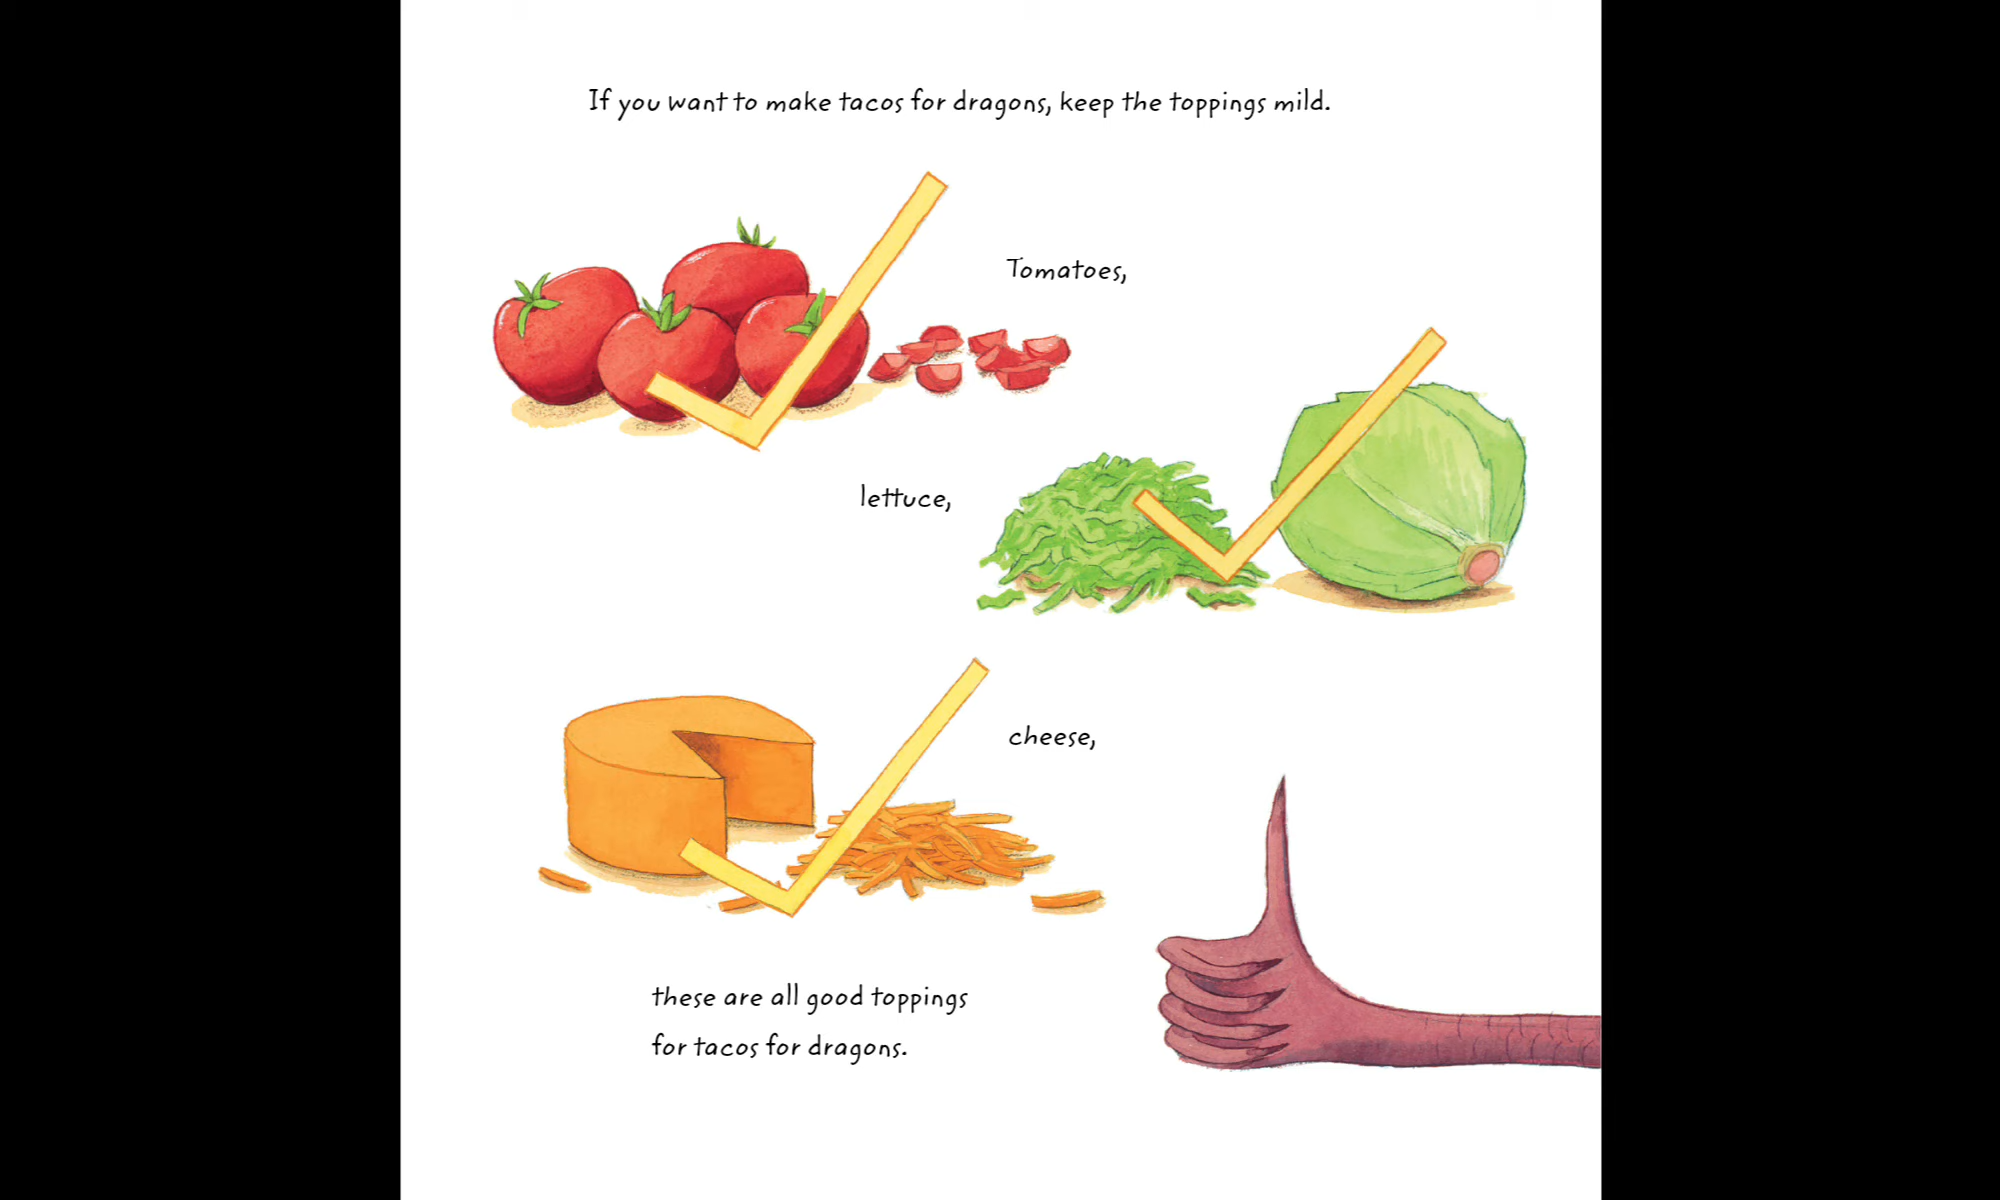 If you want to make tacos for dragons, keep the toppings mild.
Tomatoes,
lettuce,
cheese,
these are all good toppings
for tacos for dragons.